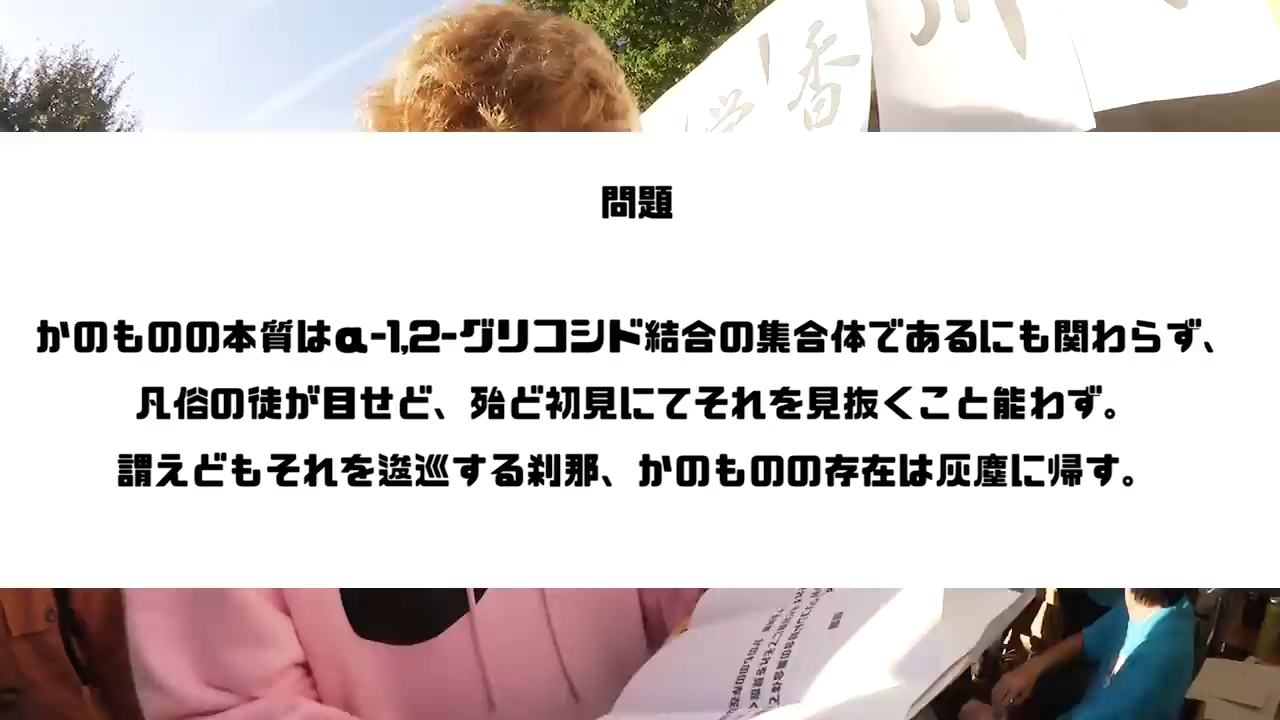 香
川
問題
かのものの本質はα-1,2-グリコシド結合の集合体であるにも関わらず、
凡俗の徒が目せど、殆ど初見にてそれを見抜くこと能わず。
謂えどもそれを逡巡する刹那、かのものの存在は灰塵に帰す。
問題